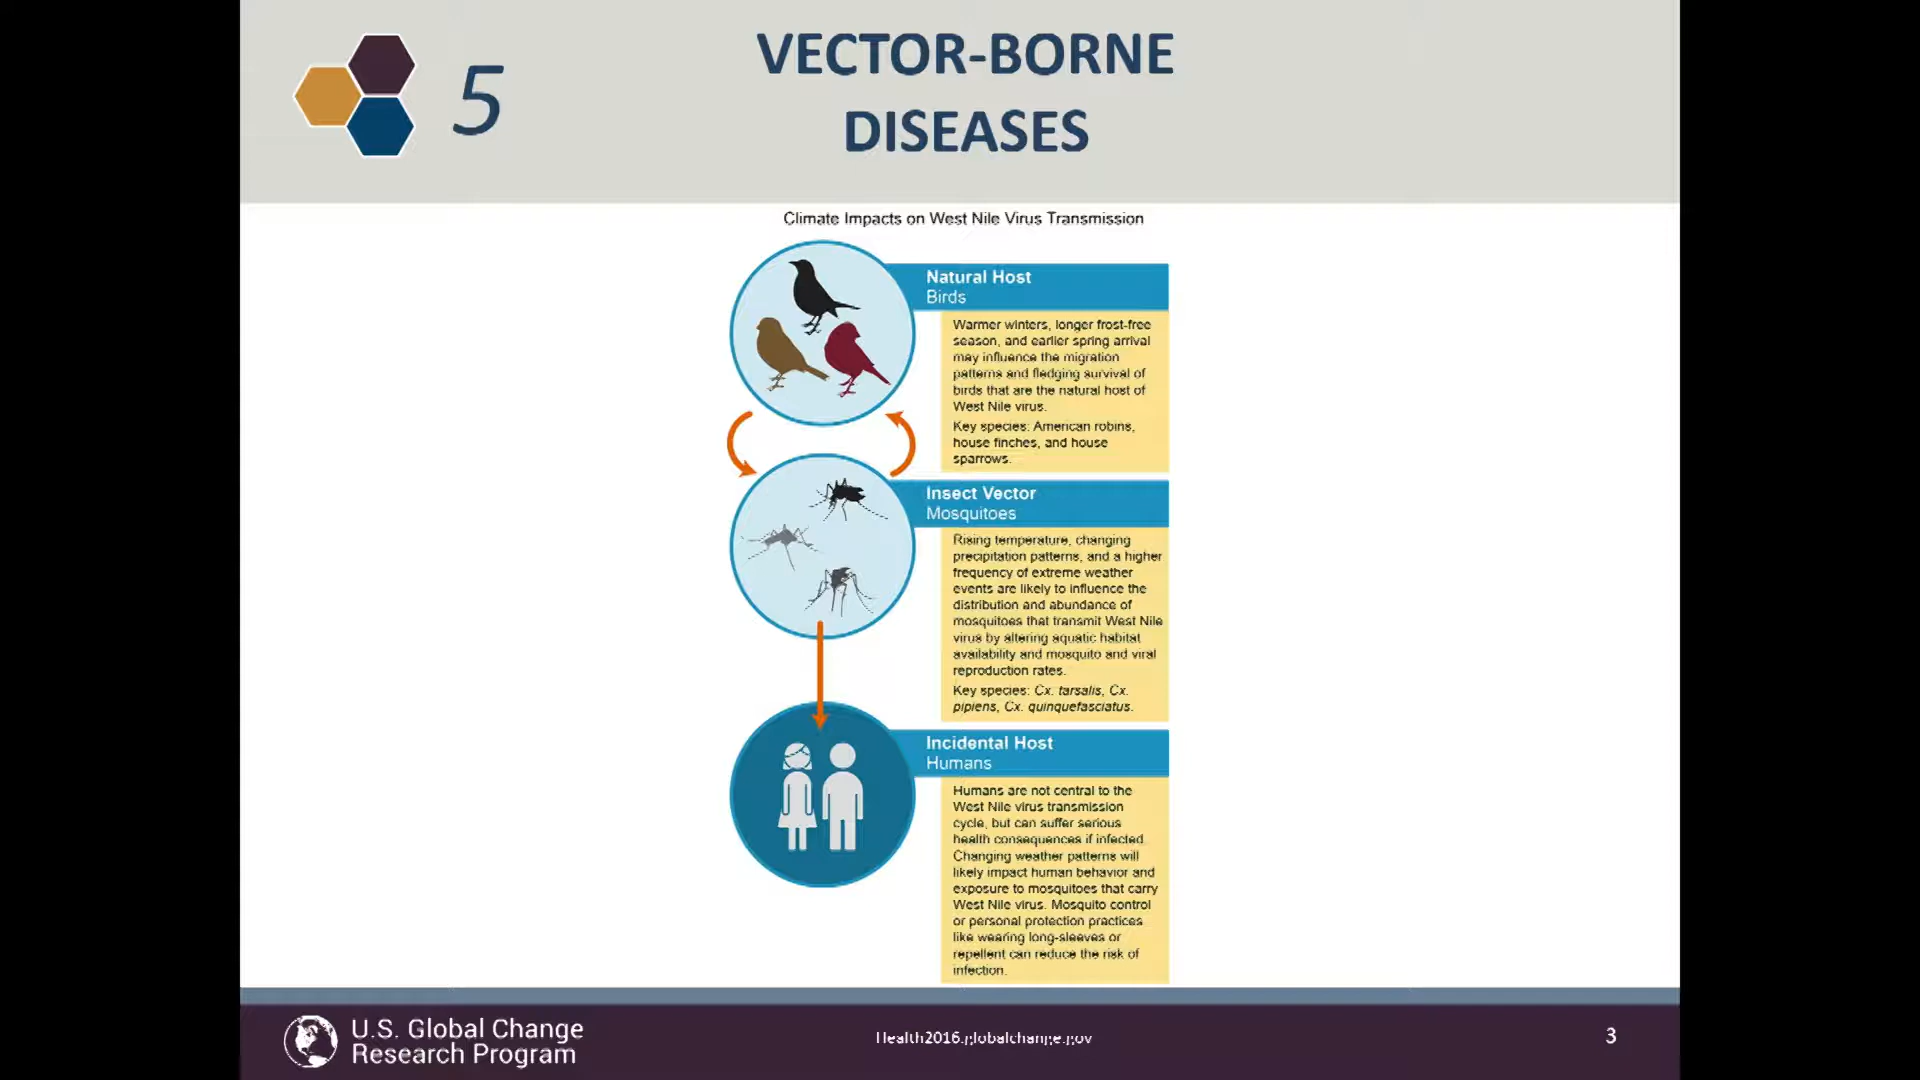 5
VECTOR-BORNE
DISEASES
Climate Impacts on West Nile Virus Transmission
Natural Host
Birds
Warmer winters, longer frost-free
season, and earlier spring arrival
may influence the migration
patterns and fledging survival of
birds that are the natural host of
West Nile virus.
Key species: American robins,
house finches, and house
sparrows.
Insect Vector
Mosquitoes
Rising temperature, changing
precipitation patterns, and a higher
frequency of extreme weather
events are likely to influence the
distribution and abundance of
mosquitoes that transmit West Nile
virus by altering aquatic habitat
availability and mosquito and viral
reproduction rates.
Key species: Cx. tarsalis, Cx.
pipiens, Cx. quinquefasciatus.
Incidental Host
Humans
Humans are not central to the
West Nile virus transmission
cycle, but can suffer serious
health consequences if infected.
Changing weather patterns will
likely impact human behavior and
exposure to mosquitoes that carry
West Nile virus. Mosquito control
or personal protection practices
like wearing long-sleeves or
repellent can reduce the risk of
infection.
U.S. Global Change
Research Program
Health2016.globalchange.gov
3